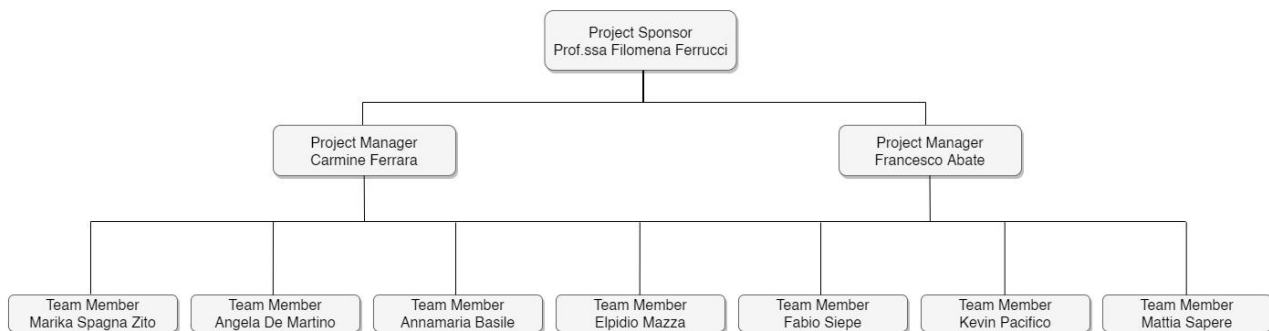 Project Sponsor
Prof.ssa Filomena Ferrucci
Project Manager
Carmine Ferrara
Project Manager
Francesco Abate
Team Member
Marika Spagna Zito
Team Member
Angela De Martino
Team Member
Annamaria Basile
Team Member
Elpidio Mazza
Team Member
Fabio Siepe
Team Member
Kevin Pacifico
Team Member
Mattia Sapere